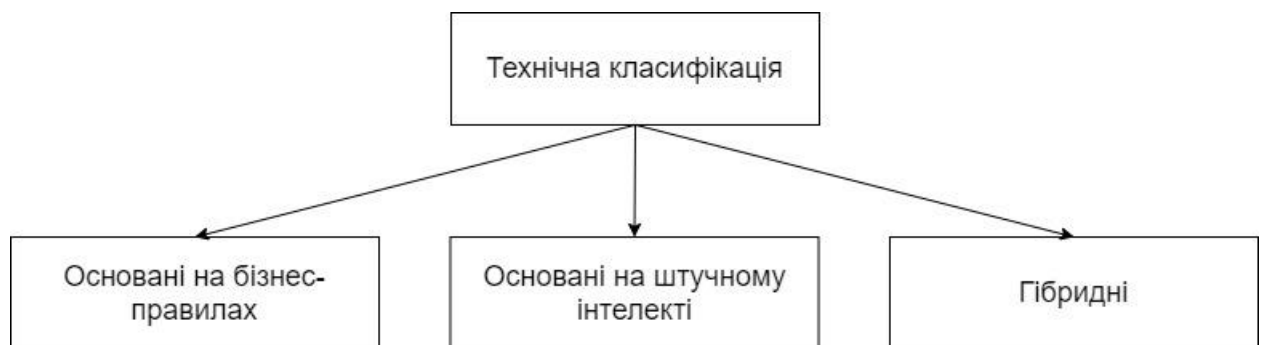 Технічна класифікація
Основані на бізнес-
правилах
Основані на штучному
інтелекті
Гібридні